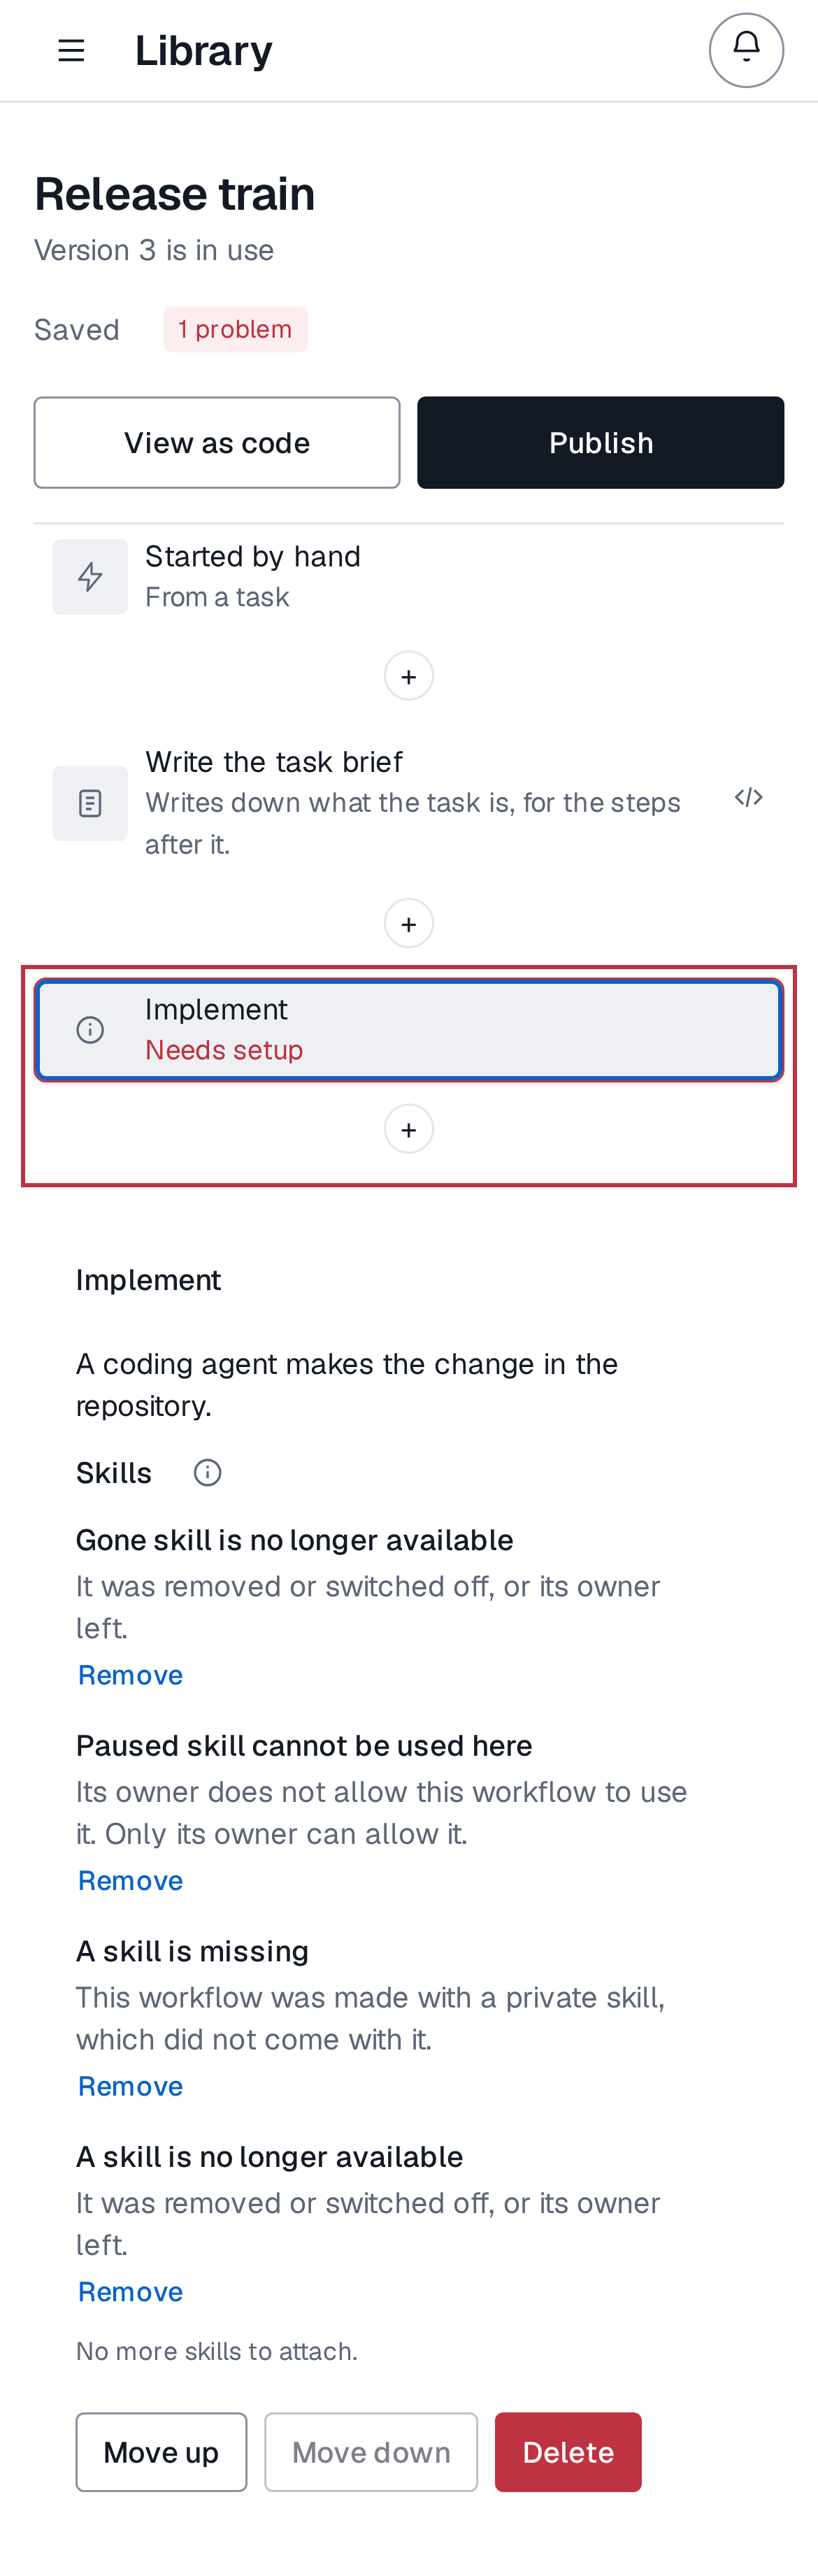 Library
Release train
Version 3 is in use
Saved
1 problem
View as code
Publish
Started by hand
From a task
+
Write the task brief
Writes down what the task is, for the steps
after it.
</>
+
Implement
Needs setup
+
Implement
A coding agent makes the change in the
repository.
Skills
Gone skill is no longer available
It was removed or switched off, or its owner
left.
Remove
Paused skill cannot be used here
Its owner does not allow this workflow to use
it. Only its owner can allow it.
Remove
A skill is missing
This workflow was made with a private skill,
which did not come with it.
Remove
A skill is no longer available
It was removed or switched off, or its owner
left.
Remove
No more skills to attach.
Move up
Move down
Delete